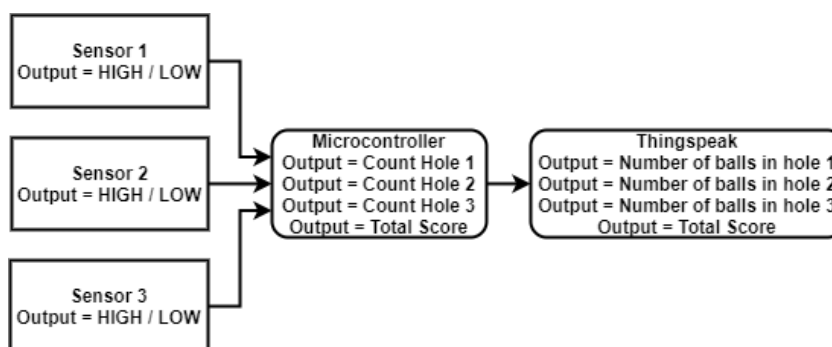 Sensor 1
Output = HIGH / LOW
Sensor 2
Output = HIGH / LOW
Sensor 3
Output = HIGH / LOW
Microcontroller
Output = Count Hole 1
Output = Count Hole 2
Output = Count Hole 3
Output = Total Score
Thingspeak
Output = Number of balls in hole 1
Output = Number of balls in hole 2
Output = Number of balls in hole 3
Output = Total Score